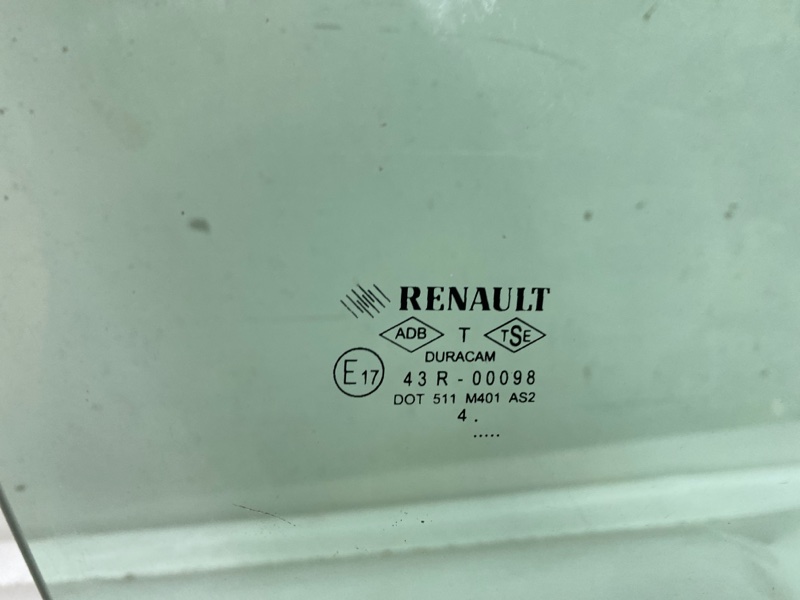 RENAULT
ADB T TSE
DURACAM
E17 43 R - 00098
DOT 511 M401 AS2
4 .
.....